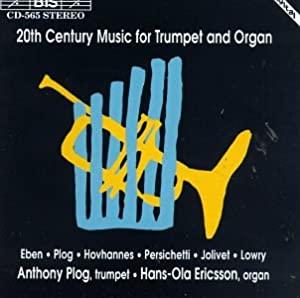 BIS
CD-565 STEREO
20th Century Music for Trumpet and Organ
Eben • Plog • Hovhannes • Persichetti • Jolivet • Lowry
Anthony Plog, trumpet • Hans-Ola Ericsson, organ